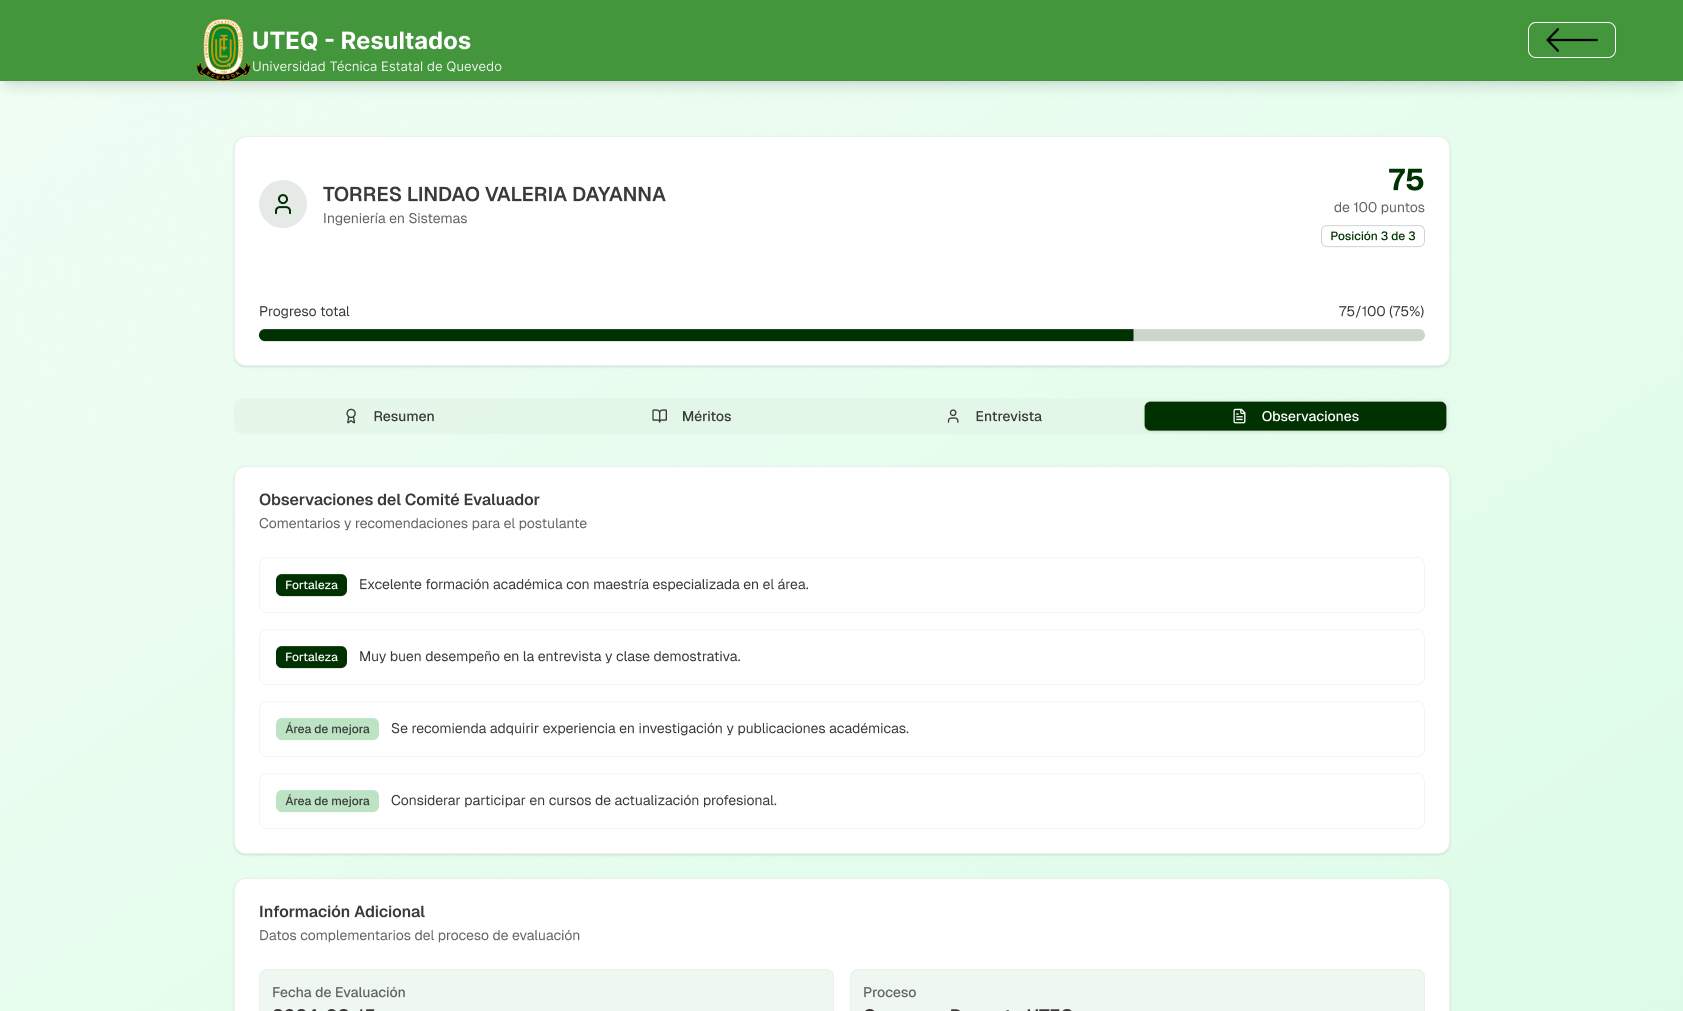 UTEQ - Resultados
Universidad Técnica Estatal de Quevedo
TORRES LINDAO VALERIA DAYANNA
Ingeniería en Sistemas
75
de 100 puntos
Posición 3 de 3
Progreso total
75/100 (75%)
Resumen
Méritos
Entrevista
Observaciones
Observaciones del Comité Evaluador
Comentarios y recomendaciones para el postulante
Fortaleza Excelente formación académica con maestría especializada en el área.
Fortaleza Muy buen desempeño en la entrevista y clase demostrativa.
Área de mejora Se recomienda adquirir experiencia en investigación y publicaciones académicas.
Área de mejora Considerar participar en cursos de actualización profesional.
Información Adicional
Datos complementarios del proceso de evaluación
Fecha de Evaluación
Proceso